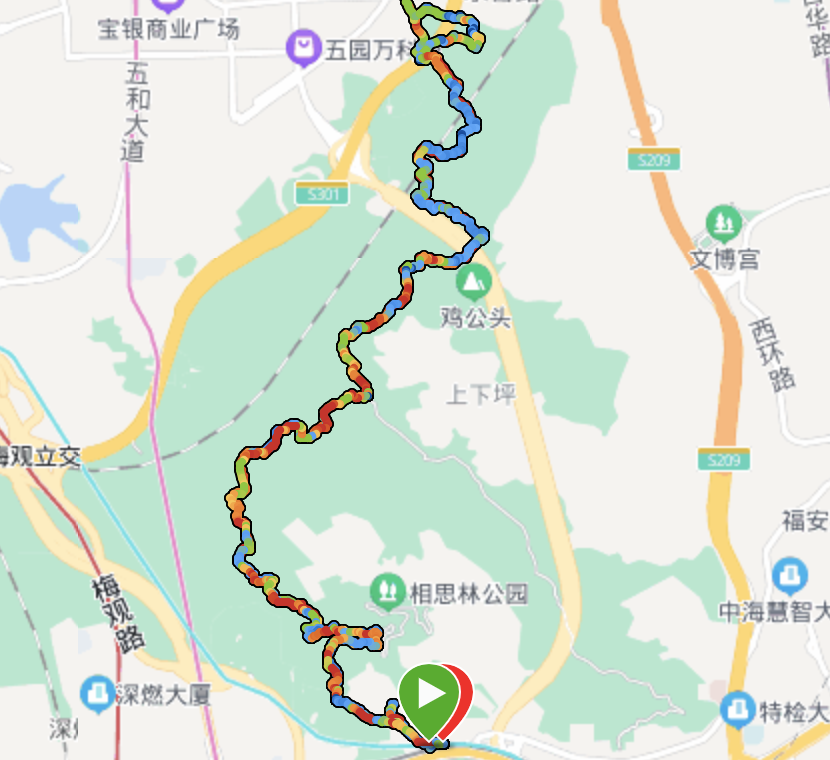 宝银商业广场
五园万科
五和大道
S301
S209
文博宫
鸡公头
西环路
上下坪
梅观立交
S209
福安
相思林公园
中海慧智大
梅观路
深燃大厦
特检大